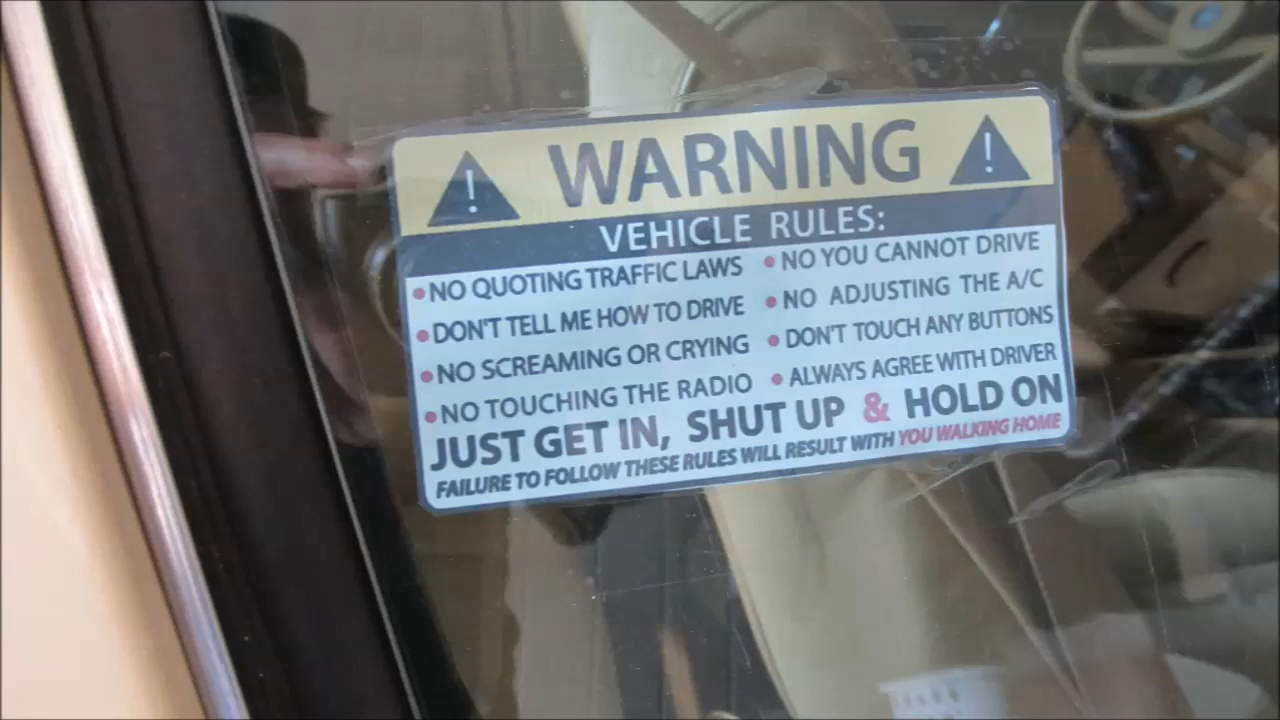 WARNING
VEHICLE RULES:
NO QUOTING TRAFFIC LAWS
DON'T TELL ME HOW TO DRIVE
NO SCREAMING OR CRYING
NO TOUCHING THE RADIO
NO YOU CANNOT DRIVE
NO ADJUSTING THE A/C
DON'T TOUCH ANY BUTTONS
ALWAYS AGREE WITH DRIVER
JUST GET IN, SHUT UP & HOLD ON
FAILURE TO FOLLOW THESE RULES WILL RESULT WITH YOU WALKING HOME